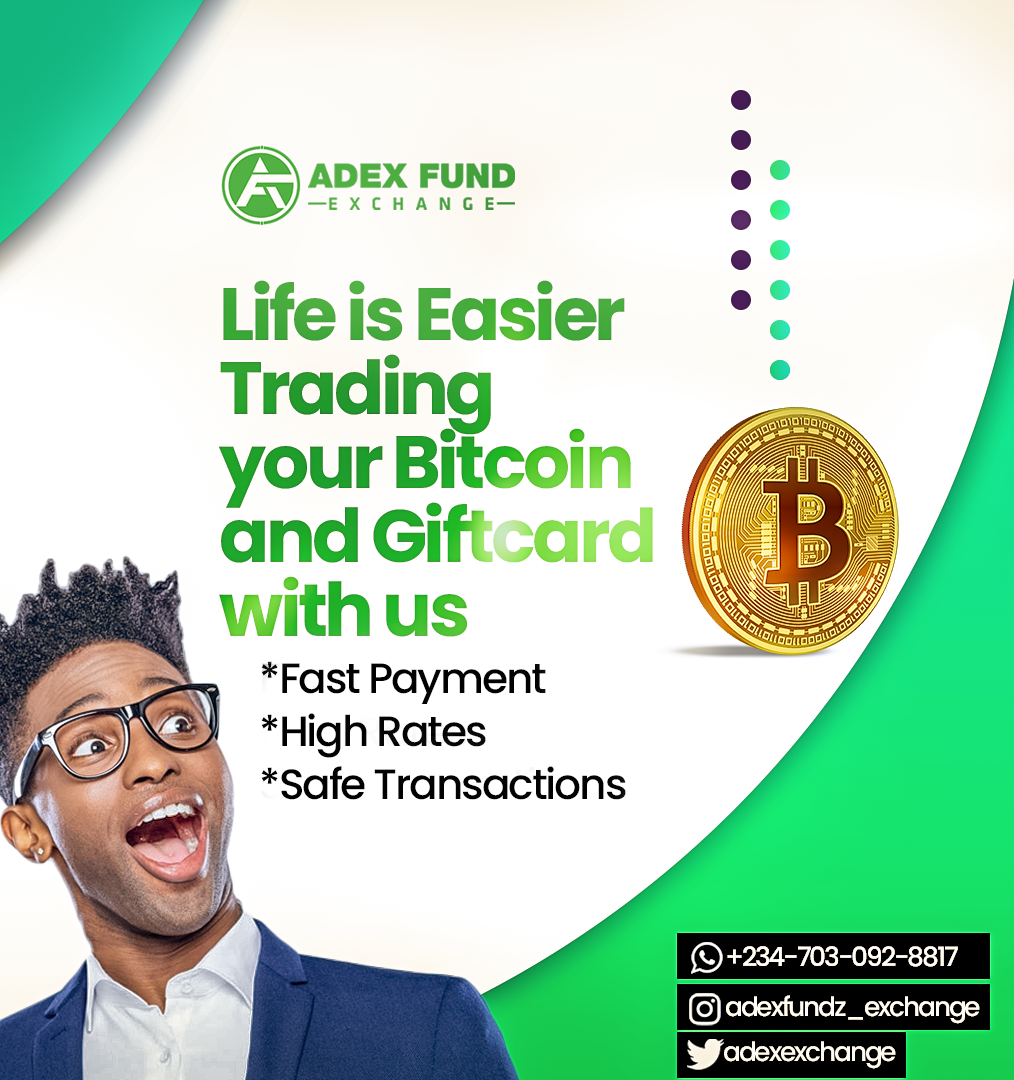 ADEX FUND
EXCHANGE
Life is Easier
Trading
your Bitcoin
and Giftcard
with us
*Fast Payment
*High Rates
*Safe Transactions
+234-703-092-8817
adexfundz_exchange
adexexchange